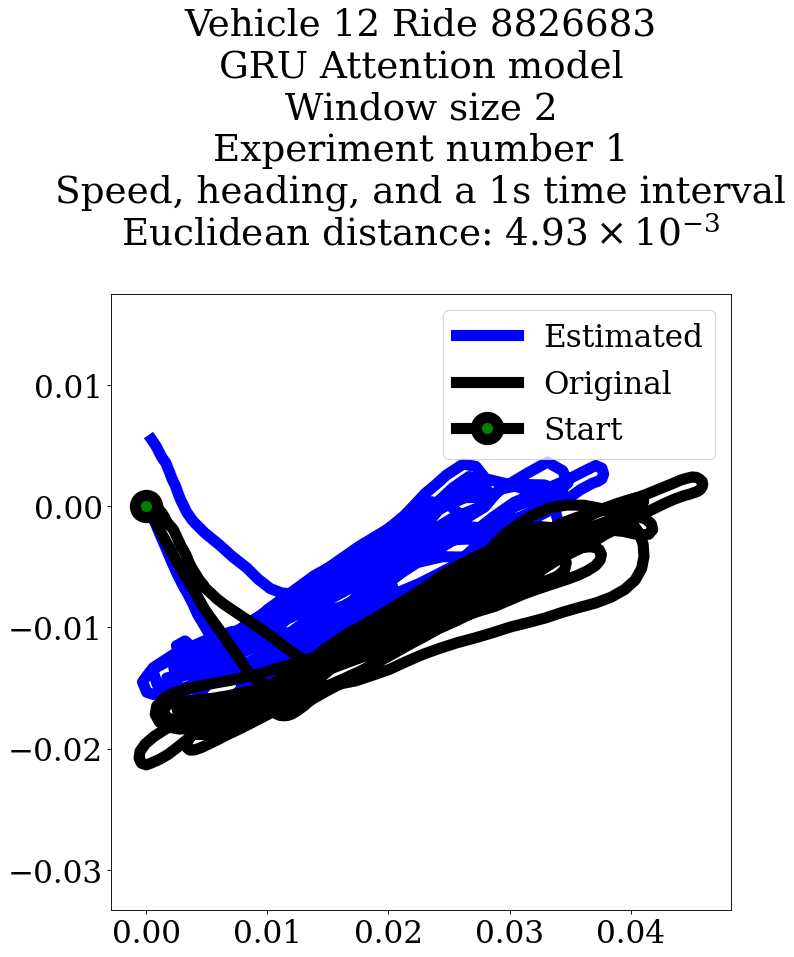 Vehicle 12 Ride 8826683
GRU Attention model
Window size 2
Experiment number 1
Speed, heading, and a 1s time interval
Euclidean distance: 4.93 × 10⁻³
Estimated
Original
Start
0.01
0.00
−0.01
−0.02
−0.03
0.00 0.01 0.02 0.03 0.04